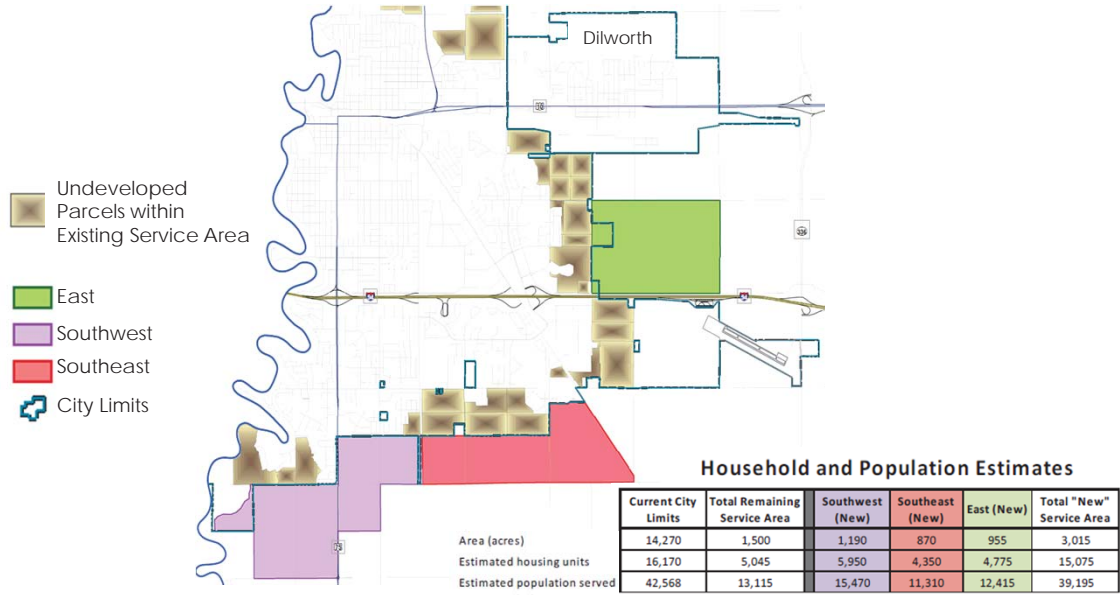 Dilworth
Undeveloped
Parcels within
Existing Service Area
East
Southwest
Southeast
City Limits
Household and Population Estimates
Current City Limits Total Remaining Service Area Southwest (New) Southeast (New) East (New) Total "New" Service Area
Area (acres) 14,270 1,500 1,190 870 955 3,015
Estimated housing units 16,170 5,045 5,950 4,350 4,775 15,075
Estimated population served 42,568 13,115 15,470 11,310 12,415 39,195